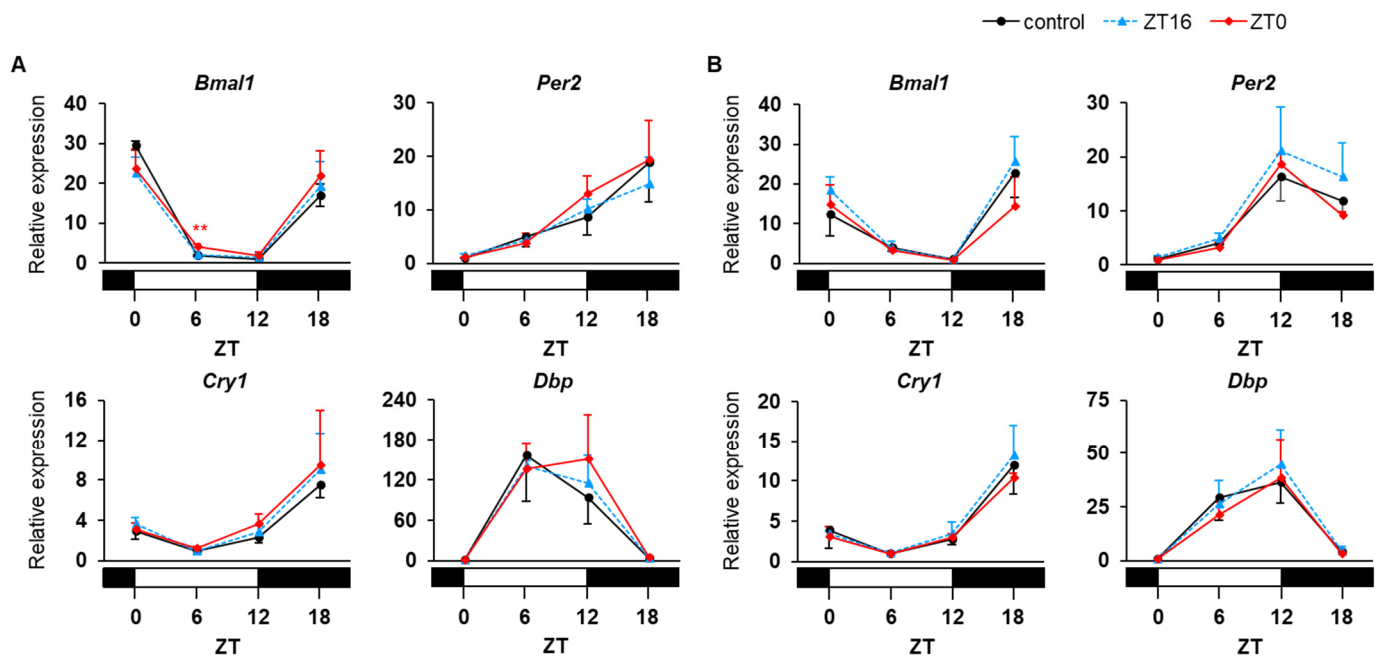 control ZT16 ZT0
A
B
Bmal1
Relative expression
40
30
20
10
0
**
0 6 12 18
ZT
Per2
30
20
10
0
0 6 12 18
ZT
Bmal1
Relative expression
40
30
20
10
0
0 6 12 18
ZT
Per2
30
20
10
0
0 6 12 18
ZT
Cry1
Relative expression
16
12
8
4
0
0 6 12 18
ZT
Dbp
240
180
120
60
0
0 6 12 18
ZT
Cry1
Relative expression
20
15
10
5
0
0 6 12 18
ZT
Dbp
75
50
25
0
0 6 12 18
ZT